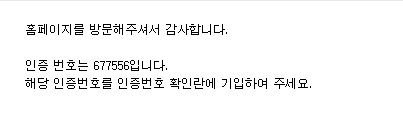 홈페이지를 방문해주셔서 감사합니다.
인증 번호는 677556입니다.
해당 인증번호를 인증번호 확인란에 기입하여 주세요.